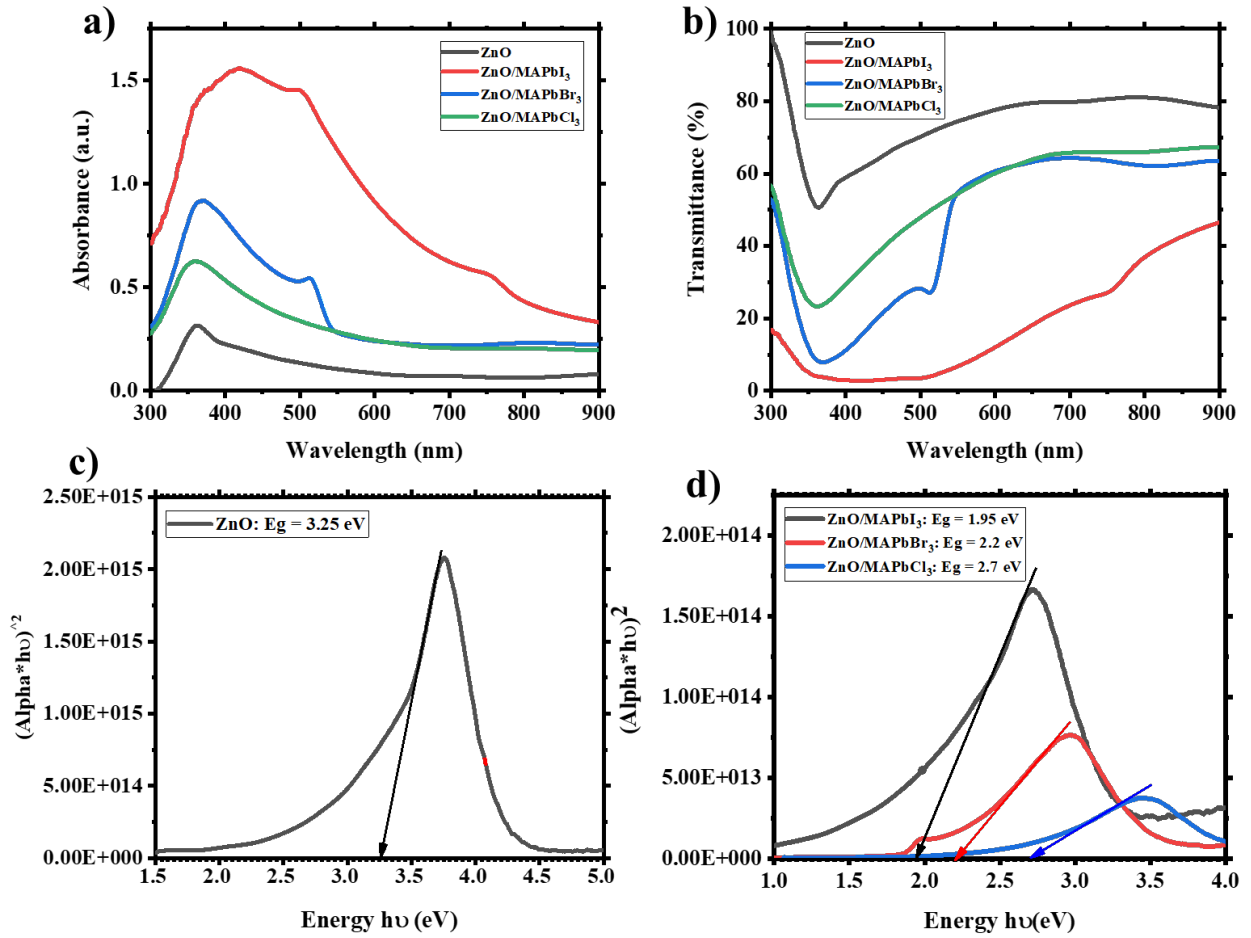 a)
ZnO
ZnO/MAPbI₃
ZnO/MAPbBr₃
ZnO/MAPbCl₃
Absorbance (a.u.)
1.5
1.0
0.5
0.0
300 400 500 600 700 800 900
Wavelength (nm)
b)
ZnO
ZnO/MAPbI₃
ZnO/MAPbBr₃
ZnO/MAPbCl₃
Transmittance (%)
100
80
60
40
20
0
300 400 500 600 700 800 900
Wavelength (nm)
c)
ZnO: Eg = 3.25 eV
(Alpha*hυ)^2
2.50E+015
2.00E+015
1.50E+015
1.00E+015
5.00E+014
0.00E+000
1.5 2.0 2.5 3.0 3.5 4.0 4.5 5.0
Energy hυ (eV)
d)
ZnO/MAPbI₃: Eg = 1.95 eV
ZnO/MAPbBr₃: Eg = 2.2 eV
ZnO/MAPbCl₃: Eg = 2.7 eV
(Alpha*hυ)²
2.00E+014
1.50E+014
1.00E+014
5.00E+013
0.00E+000
1.0 1.5 2.0 2.5 3.0 3.5 4.0
Energy hυ(eV)